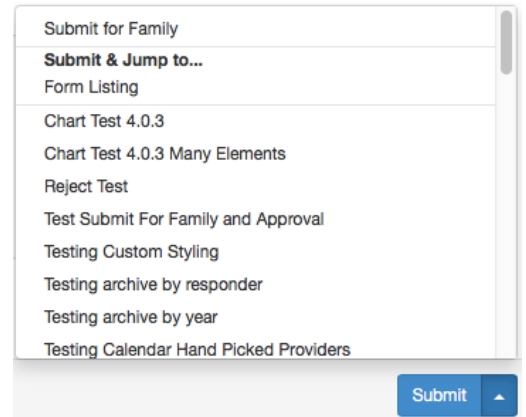 Submit for Family
Submit & Jump to...
Form Listing
Chart Test 4.0.3
Chart Test 4.0.3 Many Elements
Reject Test
Test Submit For Family and Approval
Testing Custom Styling
Testing archive by responder
Testing archive by year
Testing Calendar Hand Picked Providers
Submit